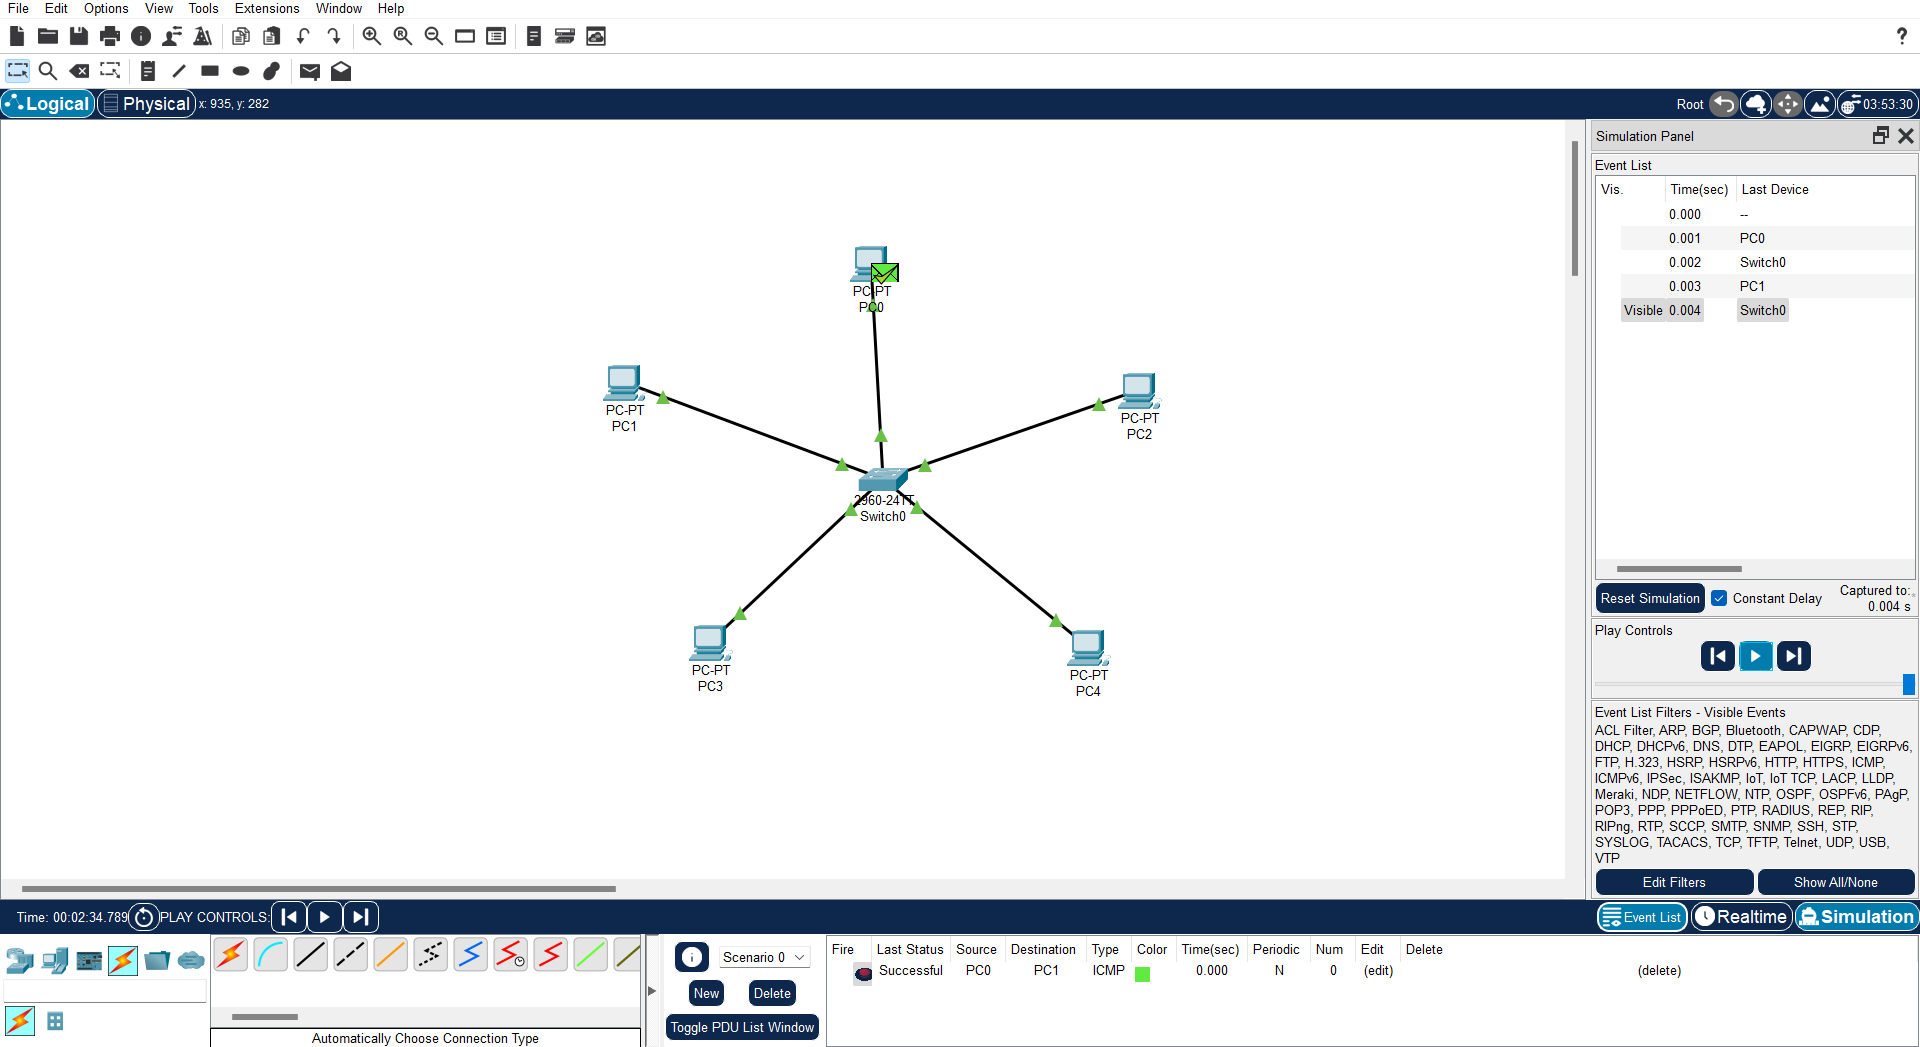 File Edit Options View Tools Extensions Window Help
Logical Physical x: 935, y: 282 Root 03:53:30
Simulation Panel
Event List
Vis. Time(sec) Last Device
0.000 --
0.001 PC0
0.002 Switch0
0.003 PC1
Visible 0.004 Switch0
PC-PT
PC0
PC-PT
PC1
PC-PT
PC2
2960-24TT
Switch0
PC-PT
PC3
PC-PT
PC4
Reset Simulation Constant Delay Captured to:
0.004 s
Play Controls
Event List Filters - Visible Events
ACL Filter, ARP, BGP, Bluetooth, CAPWAP, CDP,
DHCP, DHCPv6, DNS, DTP, EAPOL, EIGRP, EIGRPv6,
FTP, H.323, HSRP, HSRPv6, HTTP, HTTPS, ICMP,
ICMPv6, IPSec, ISAKMP, IoT, IoT TCP, LACP, LLDP,
Meraki, NDP, NETFLOW, NTP, OSPF, OSPFv6, PAgP,
POP3, PPP, PPPoED, PTP, RADIUS, REP, RIP,
RIPng, RTP, SCCP, SMTP, SNMP, SSH, STP,
SYSLOG, TACACS, TCP, TFTP, Telnet, UDP, USB,
VTP
Edit Filters Show All/None
Time: 00:02:34.789 PLAY CONTROLS: Event List Realtime Simulation
Scenario 0
New Delete
Toggle PDU List Window
Fire Last Status Source Destination Type Color Time(sec) Periodic Num Edit Delete
Successful PC0 PC1 ICMP 0.000 N 0 (edit) (delete)
Automatically Choose Connection Type